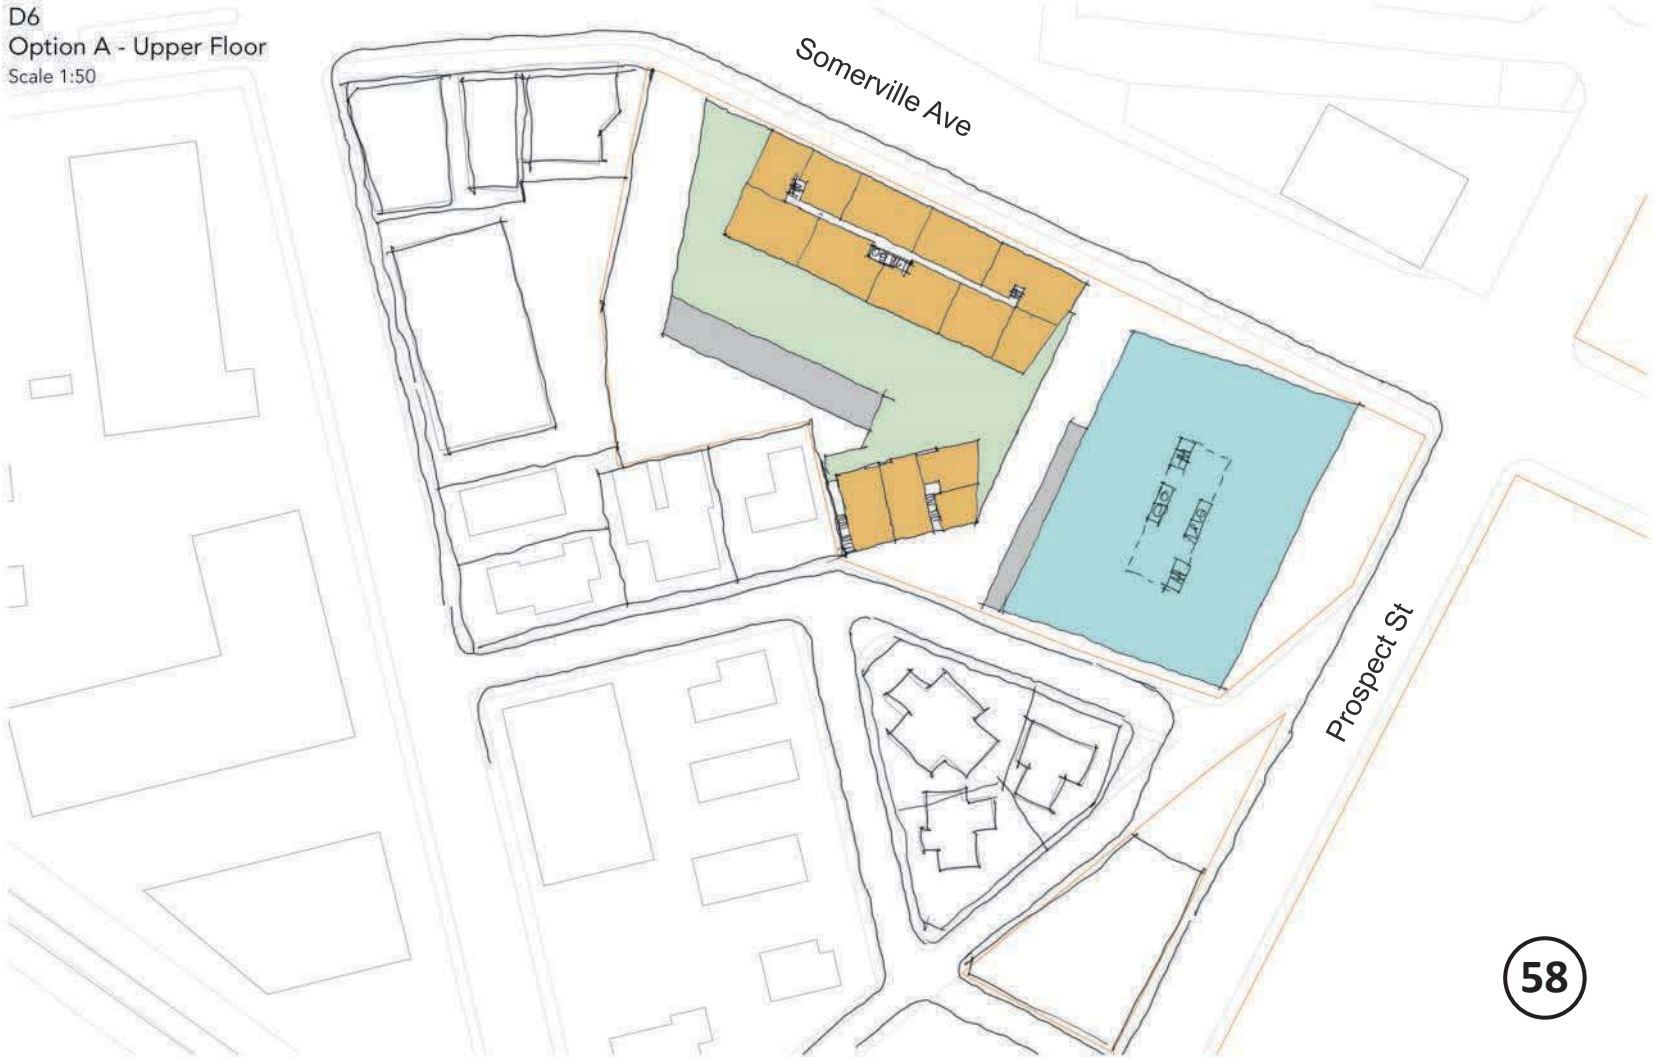 D6
Option A - Upper Floor
Scale 1:50
Somerville Ave
Prospect St
58